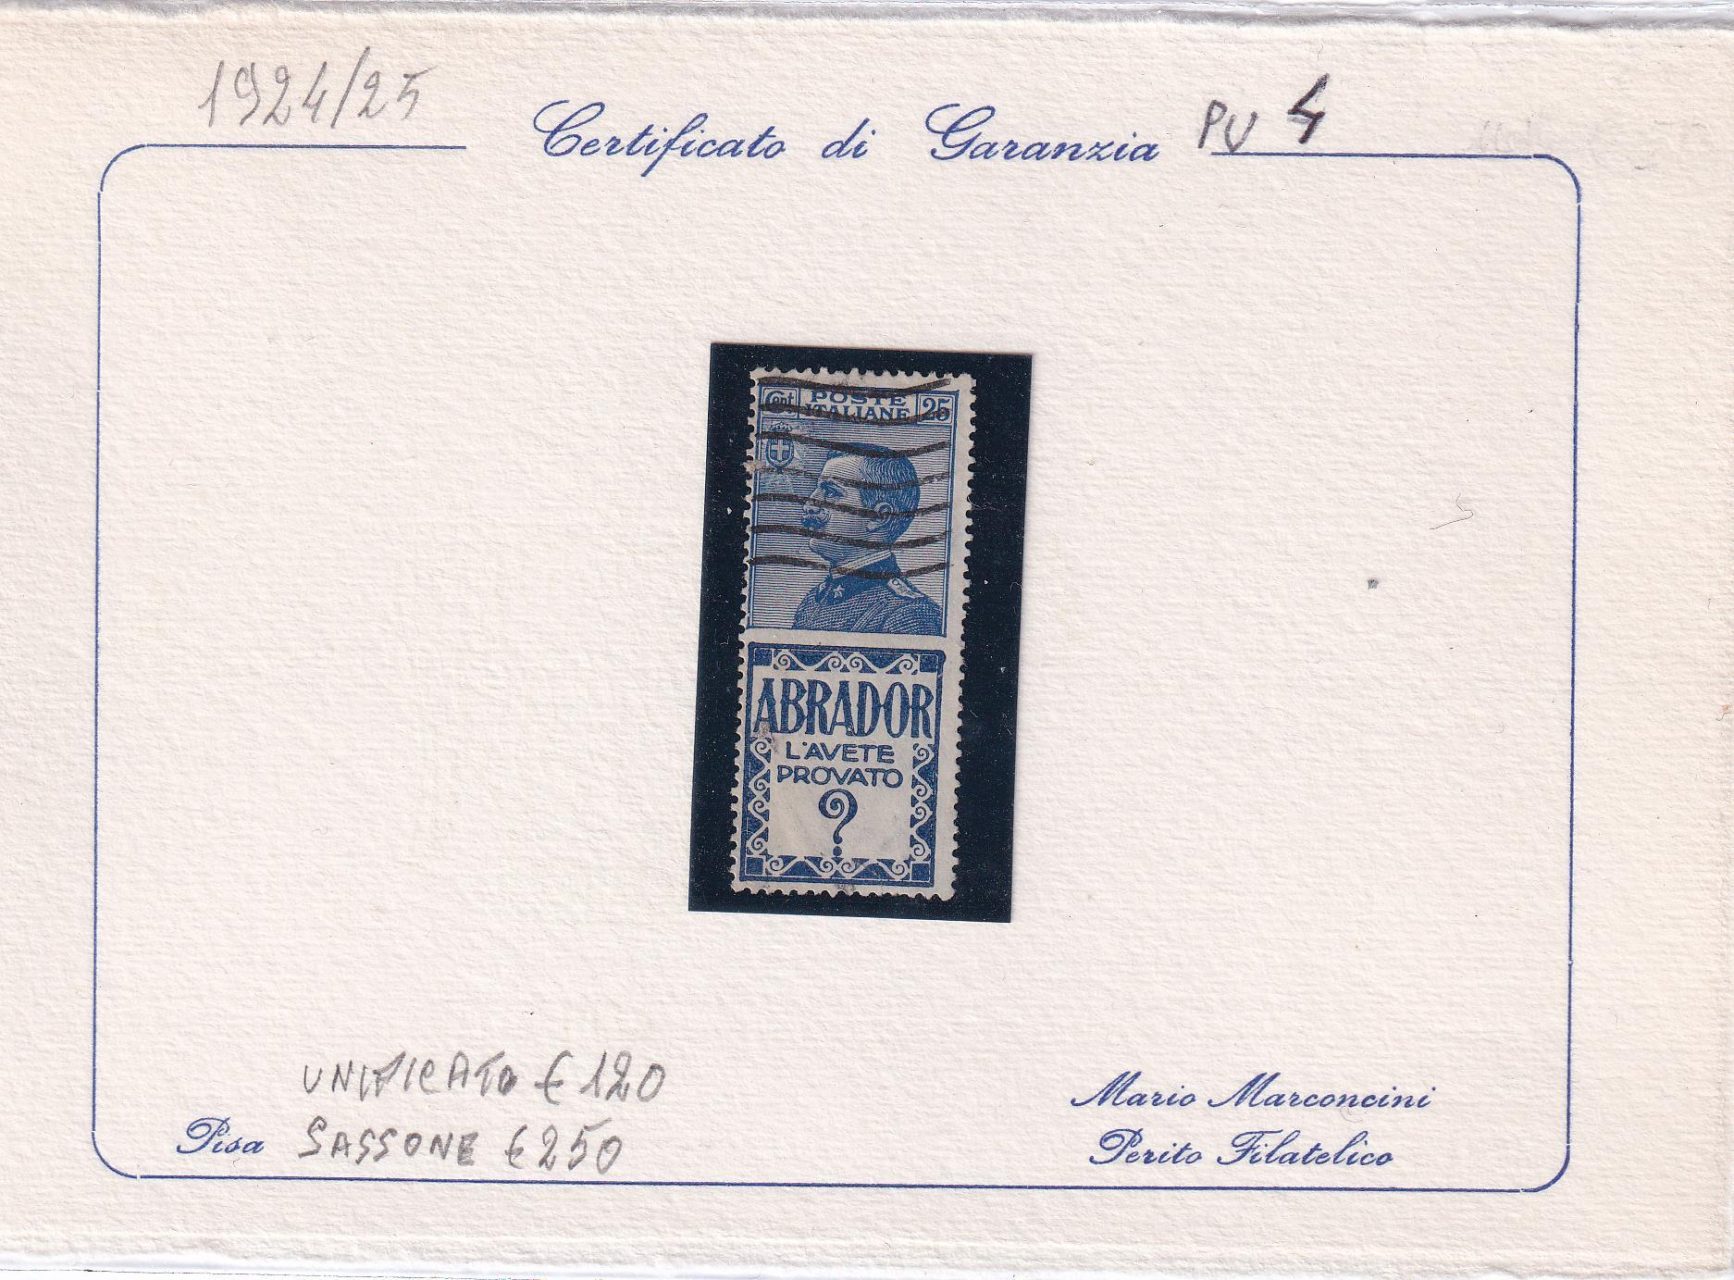 1924/25
Certificato di Garanzia
PU 4
Cent
POSTE
ITALIANE
25
ABRADOR
L'AVETE
PROVATO
?
UNIFICATO € 120
Pisa
SASSONE € 250
Mario Marconcini
Perito Filatelico